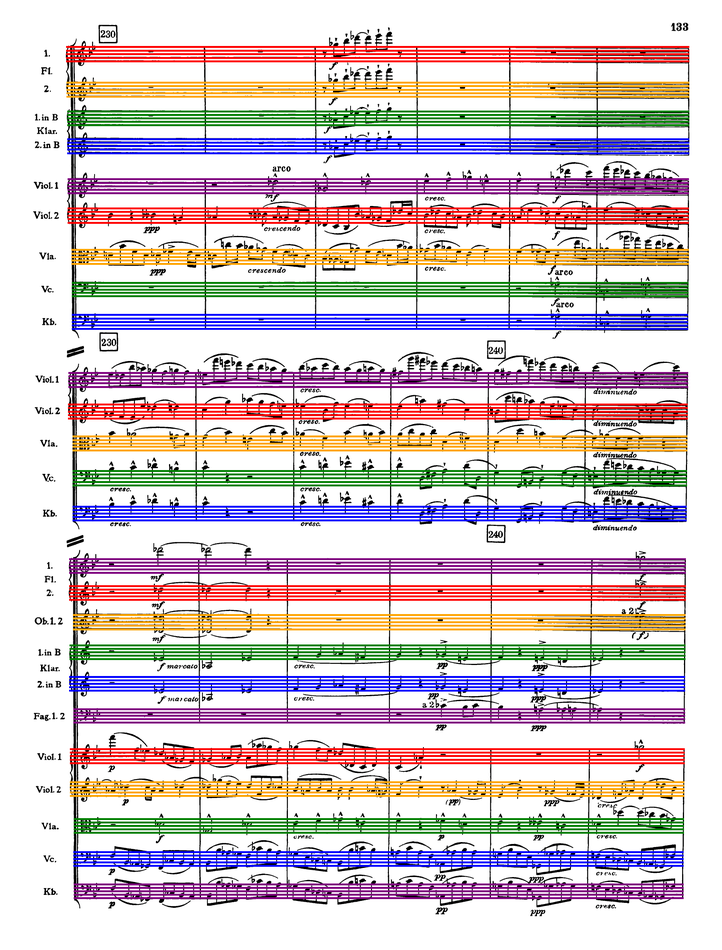 133
230
1.
Fl.
2.
f
f
1. in B
Klar.
2. in B
f
arco
Viol. 1
mf
cresc.
f
Viol. 2
ppp
crescendo
cresc.
f
Vla.
ppp
crescendo
cresc.
f
arco
Vc.
f
arco
Kb.
f
230
240
Viol. 1
cresc.
diminuendo
Viol. 2
cresc.
diminuendo
Vla.
cresc.
diminuendo
Vc.
cresc.
cresc.
diminuendo
Kb.
cresc.
cresc.
diminuendo
240
1.
mf
f
Fl.
2.
mf
f
a 2
Ob. 1. 2
mf
(f)
1. in B
f marcato
cresc.
pp
ppp
Klar.
2. in B
f marcato
cresc.
pp
ppp
a 2
Fag. 1. 2
pp
ppp
Viol. 1
p
f
Viol. 2
p
(pp)
ppp
cresc.
Vla.
f
cresc.
p
pp
cresc.
Vc.
p
pp
ppp
cresc.
Kb.
p
pp
ppp
cresc.